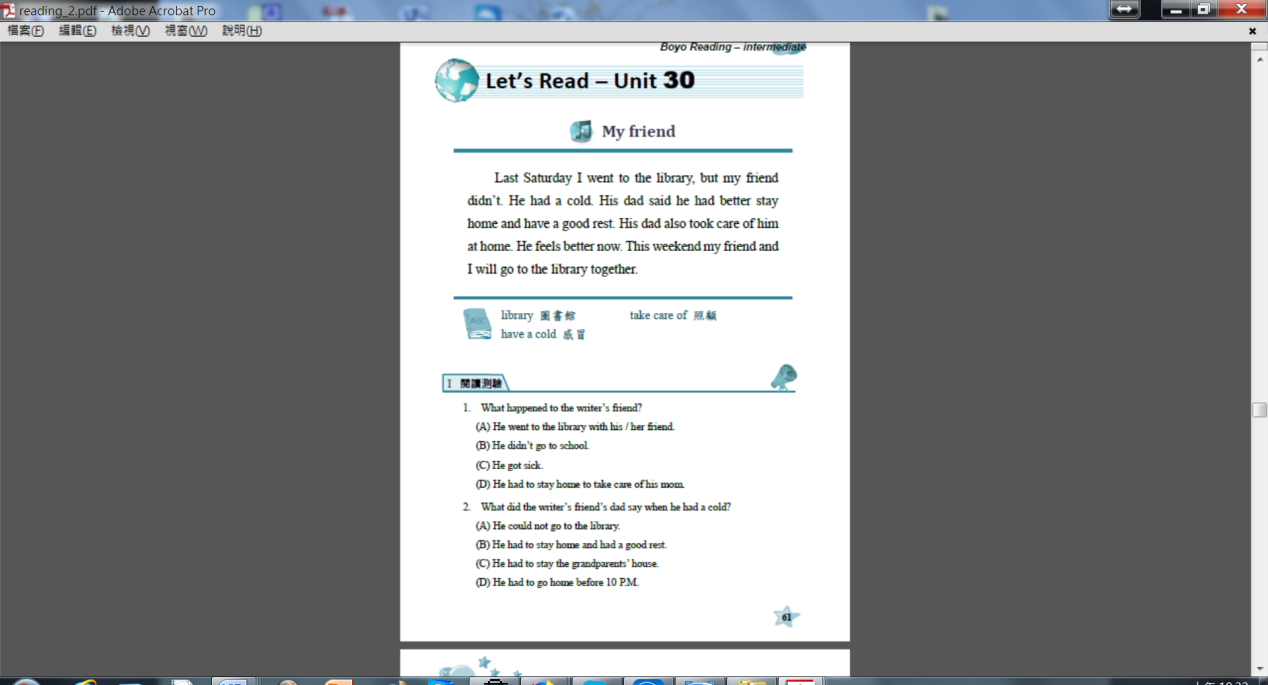 reading_2.pdf - Adobe Acrobat Pro
檔案(F) 編輯(E) 檢視(V) 視窗(W) 說明(H)
Boyo Reading – intermediate
Let's Read – Unit 30
My friend
Last Saturday I went to the library, but my friend
didn't. He had a cold. His dad said he had better stay
home and have a good rest. His dad also took care of him
at home. He feels better now. This weekend my friend and
I will go to the library together.
library 圖書館 take care of 照顧
have a cold 感冒
I 閱讀測驗
1. What happened to the writer's friend?
(A) He went to the library with his / her friend.
(B) He didn't go to school.
(C) He got sick.
(D) He had to stay home to take care of his mom.
2. What did the writer's friend's dad say when he had a cold?
(A) He could not go to the library.
(B) He had to stay home and had a good rest.
(C) He had to stay the grandparents' house.
(D) He had to go home before 10 P.M.
61